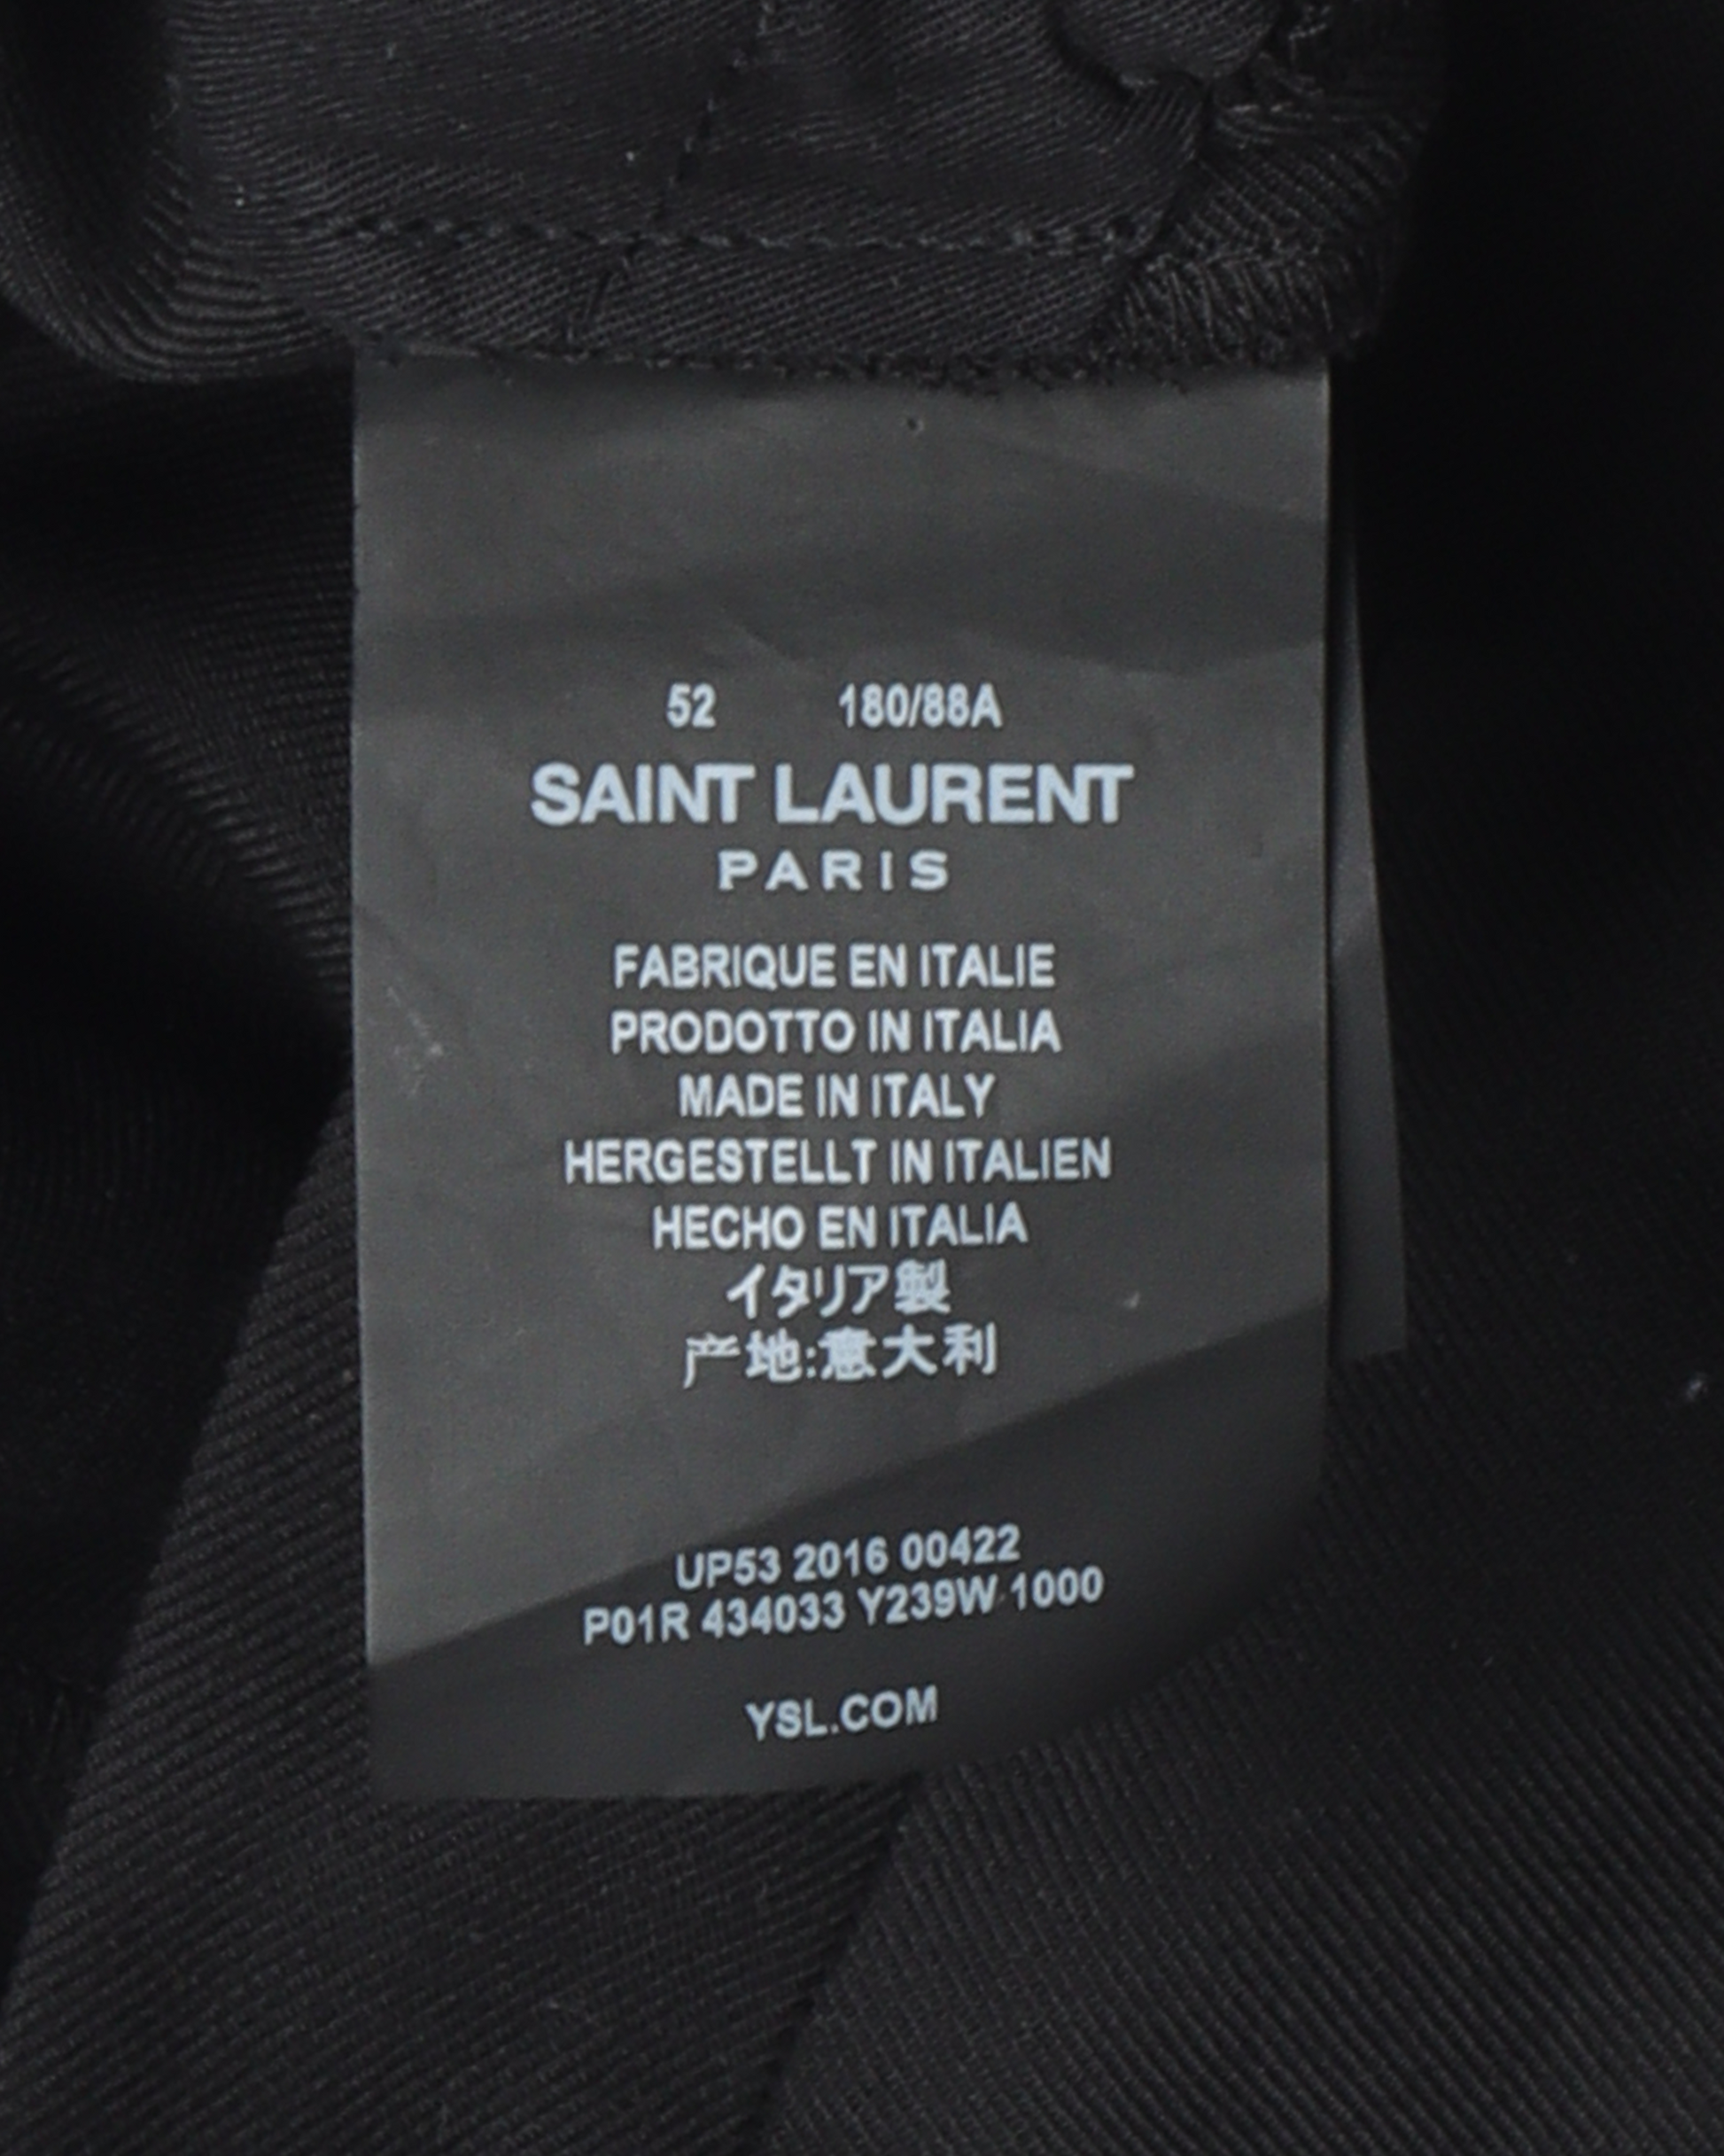 52 180/88A
SAINT LAURENT
PARIS
FABRIQUE EN ITALIE
PRODOTTO IN ITALIA
MADE IN ITALY
HERGESTELLT IN ITALIEN
HECHO EN ITALIA
イタリア製
产地:意大利
UP53 2016 00422
P01R 434033 Y239W 1000
YSL.COM